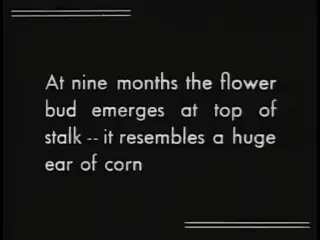 At nine months the flower
bud emerges at top of
stalk -- it resembles a huge
ear of corn